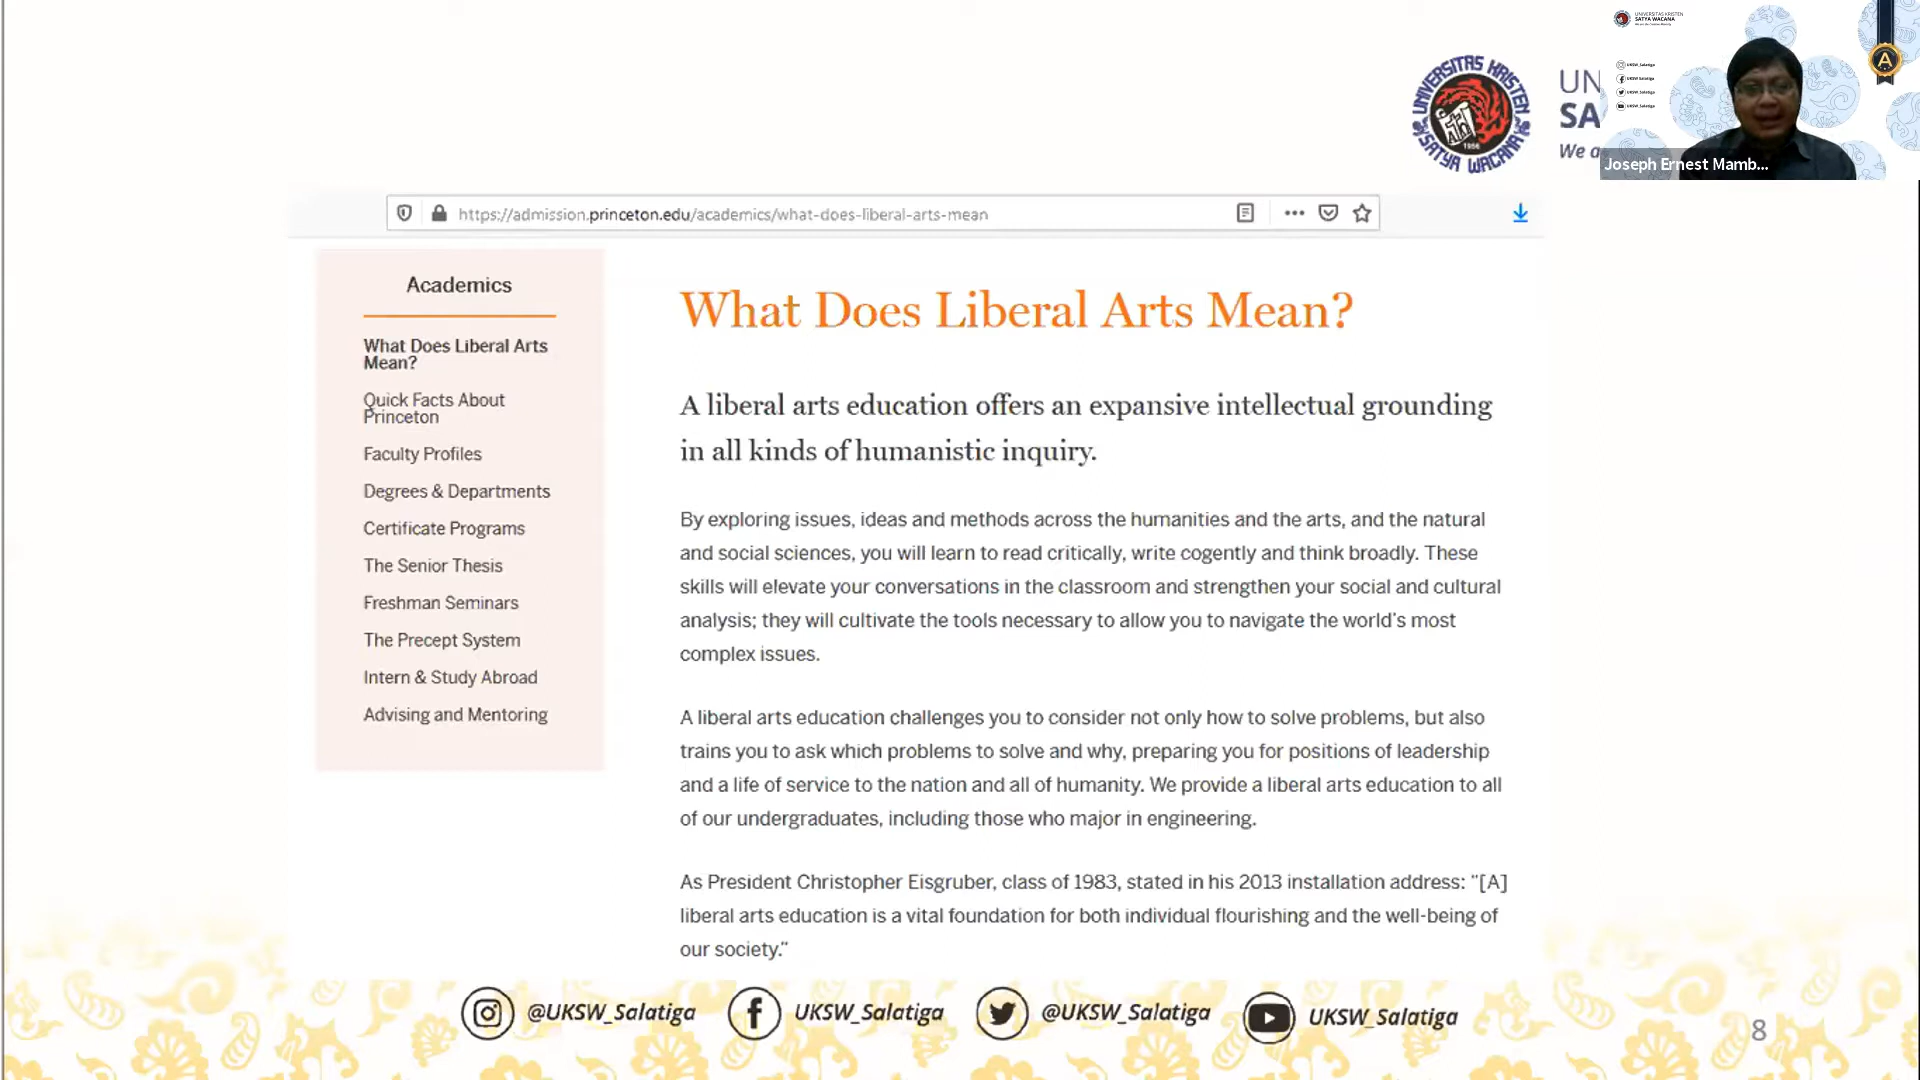 UNIVERSITAS KRISTEN
SATYA WACANA
UKSW_Salatiga
UKSW Salatiga
UKSW_Salatiga
UKSW_Salatiga
A
Joseph Ernest Mamb...
UNIVERSITAS KRISTEN
SATYA WACANA
1956
UN
SA
We a
https://admission.princeton.edu/academics/what-does-liberal-arts-mean
Academics
What Does Liberal Arts
Mean?
Quick Facts About
Princeton
Faculty Profiles
Degrees & Departments
Certificate Programs
The Senior Thesis
Freshman Seminars
The Precept System
Intern & Study Abroad
Advising and Mentoring
What Does Liberal Arts Mean?
A liberal arts education offers an expansive intellectual grounding
in all kinds of humanistic inquiry.
By exploring issues, ideas and methods across the humanities and the arts, and the natural
and social sciences, you will learn to read critically, write cogently and think broadly. These
skills will elevate your conversations in the classroom and strengthen your social and cultural
analysis; they will cultivate the tools necessary to allow you to navigate the world's most
complex issues.
A liberal arts education challenges you to consider not only how to solve problems, but also
trains you to ask which problems to solve and why, preparing you for positions of leadership
and a life of service to the nation and all of humanity. We provide a liberal arts education to all
of our undergraduates, including those who major in engineering.
As President Christopher Eisgruber, class of 1983, stated in his 2013 installation address: “[A]
liberal arts education is a vital foundation for both individual flourishing and the well-being of
our society.”
@UKSW_Salatiga
UKSW_Salatiga
@UKSW_Salatiga
UKSW_Salatiga
8